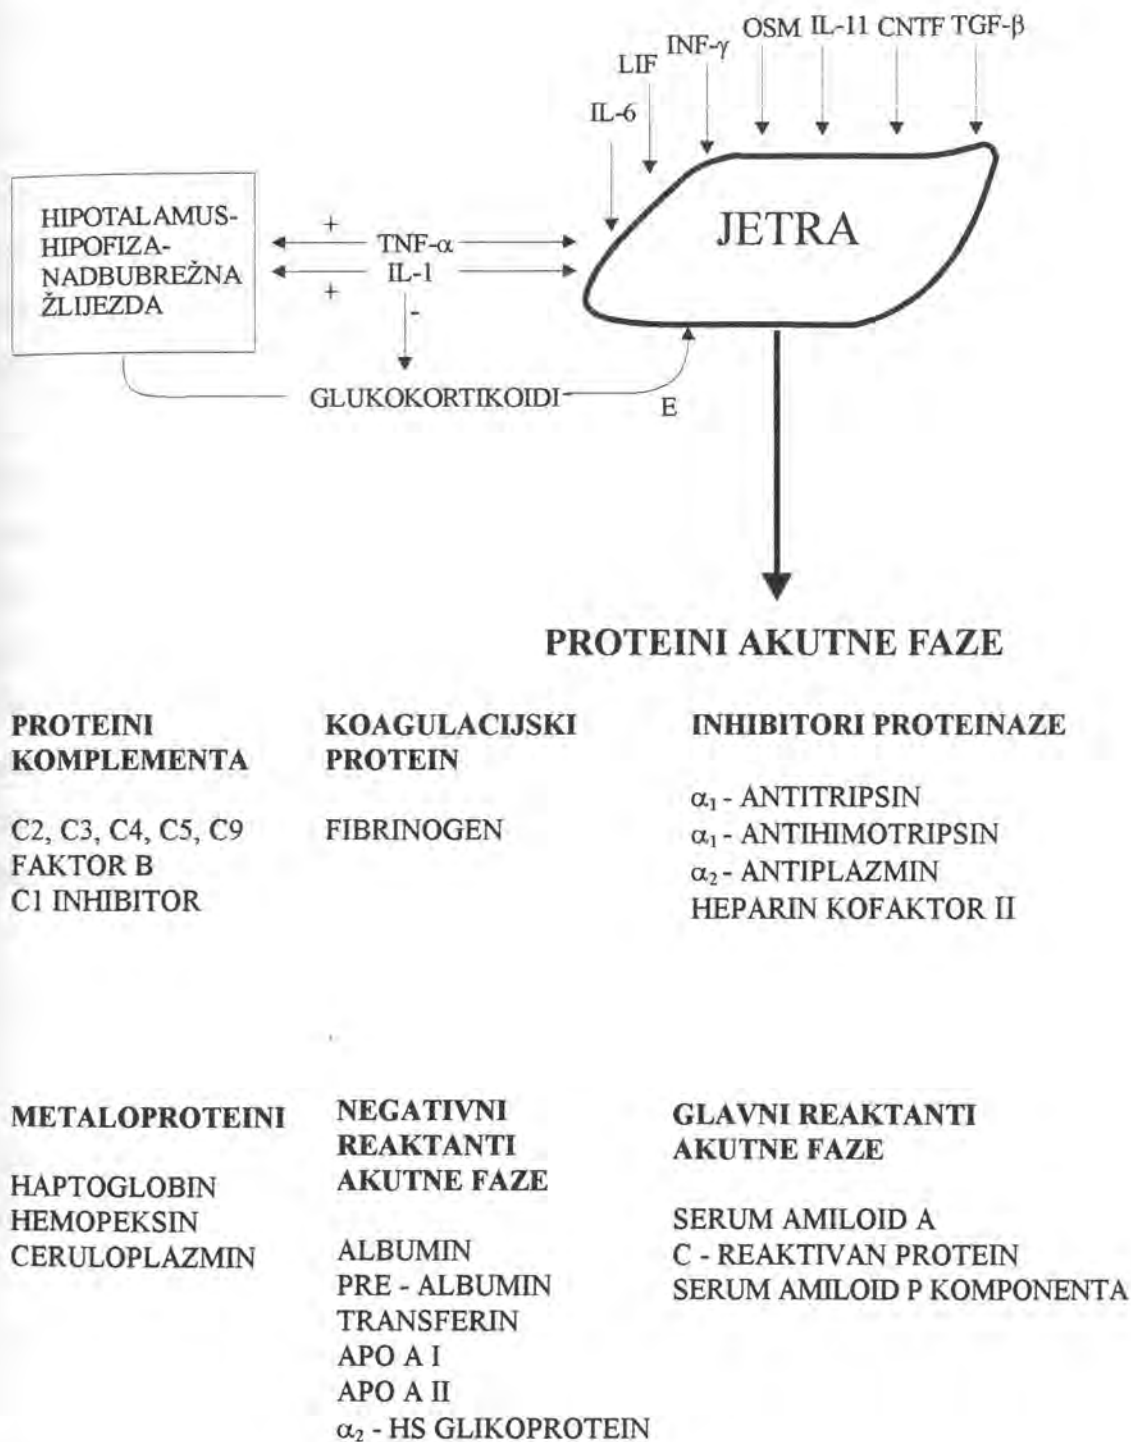 OSM IL-11 CNTF TGF-β
INF-γ
LIF
IL-6
JETRA
HIPOTALAMUS-
HIPOFIZA-
NADBUBREŽNA
ŽLIJEZDA
+
TNF-α
IL-1
+
-
GLUKOKORTIKOIDI
E
PROTEINI AKUTNE FAZE
PROTEINI
KOMPLEMENTA
C2, C3, C4, C5, C9
FAKTOR B
C1 INHIBITOR
KOAGULACIJSKI
PROTEIN
FIBRINOGEN
INHIBITORI PROTEINAZE
α₁ - ANTITRIPSIN
α₁ - ANTIHIMOTRIPSIN
α₂ - ANTIPLAZMIN
HEPARIN KOFAKTOR II
METALOPROTEINI
HAPTOGLOBIN
HEMOPEKSIN
CERULOPLAZMIN
NEGATIVNI
REAKTANTI
AKUTNE FAZE
ALBUMIN
PRE - ALBUMIN
TRANSFERIN
APO A I
APO A II
α₂ - HS GLIKOPROTEIN
GLAVNI REAKTANTI
AKUTNE FAZE
SERUM AMILOID A
C - REAKTIVAN PROTEIN
SERUM AMILOID P KOMPONENTA